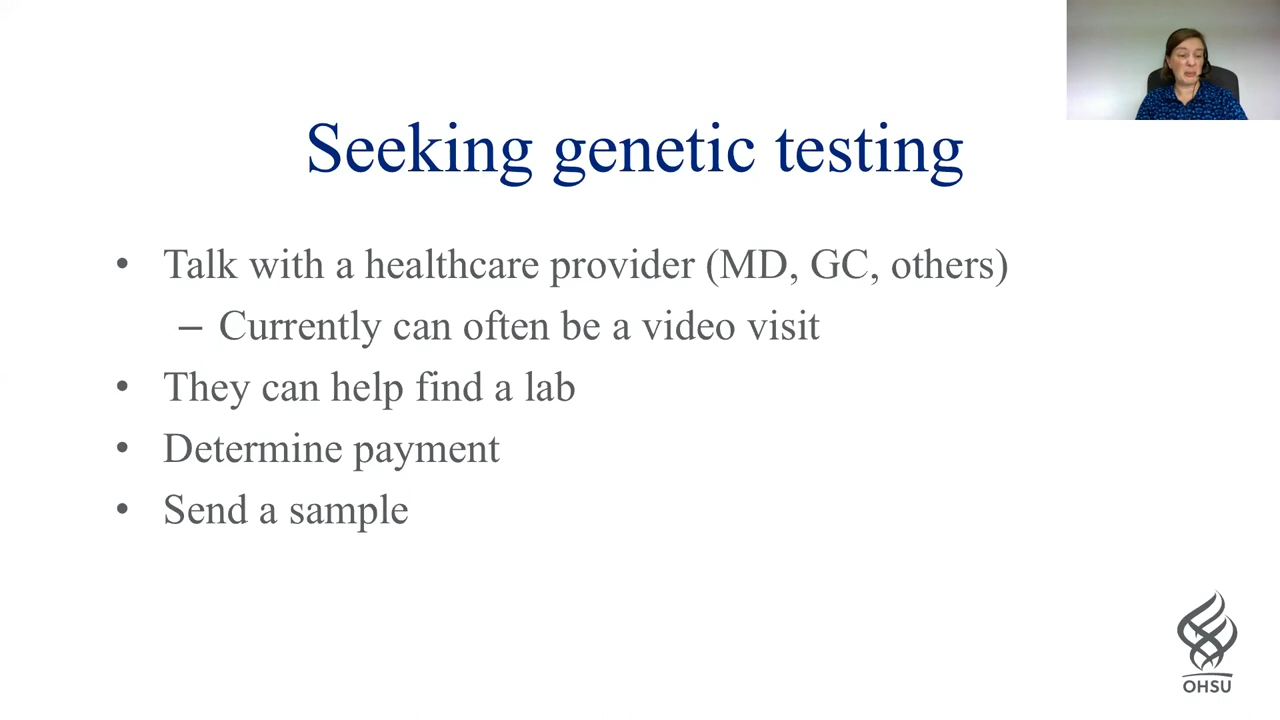 Seeking genetic testing
• Talk with a healthcare provider (MD, GC, others)
– Currently can often be a video visit
• They can help find a lab
• Determine payment
• Send a sample
OHSU